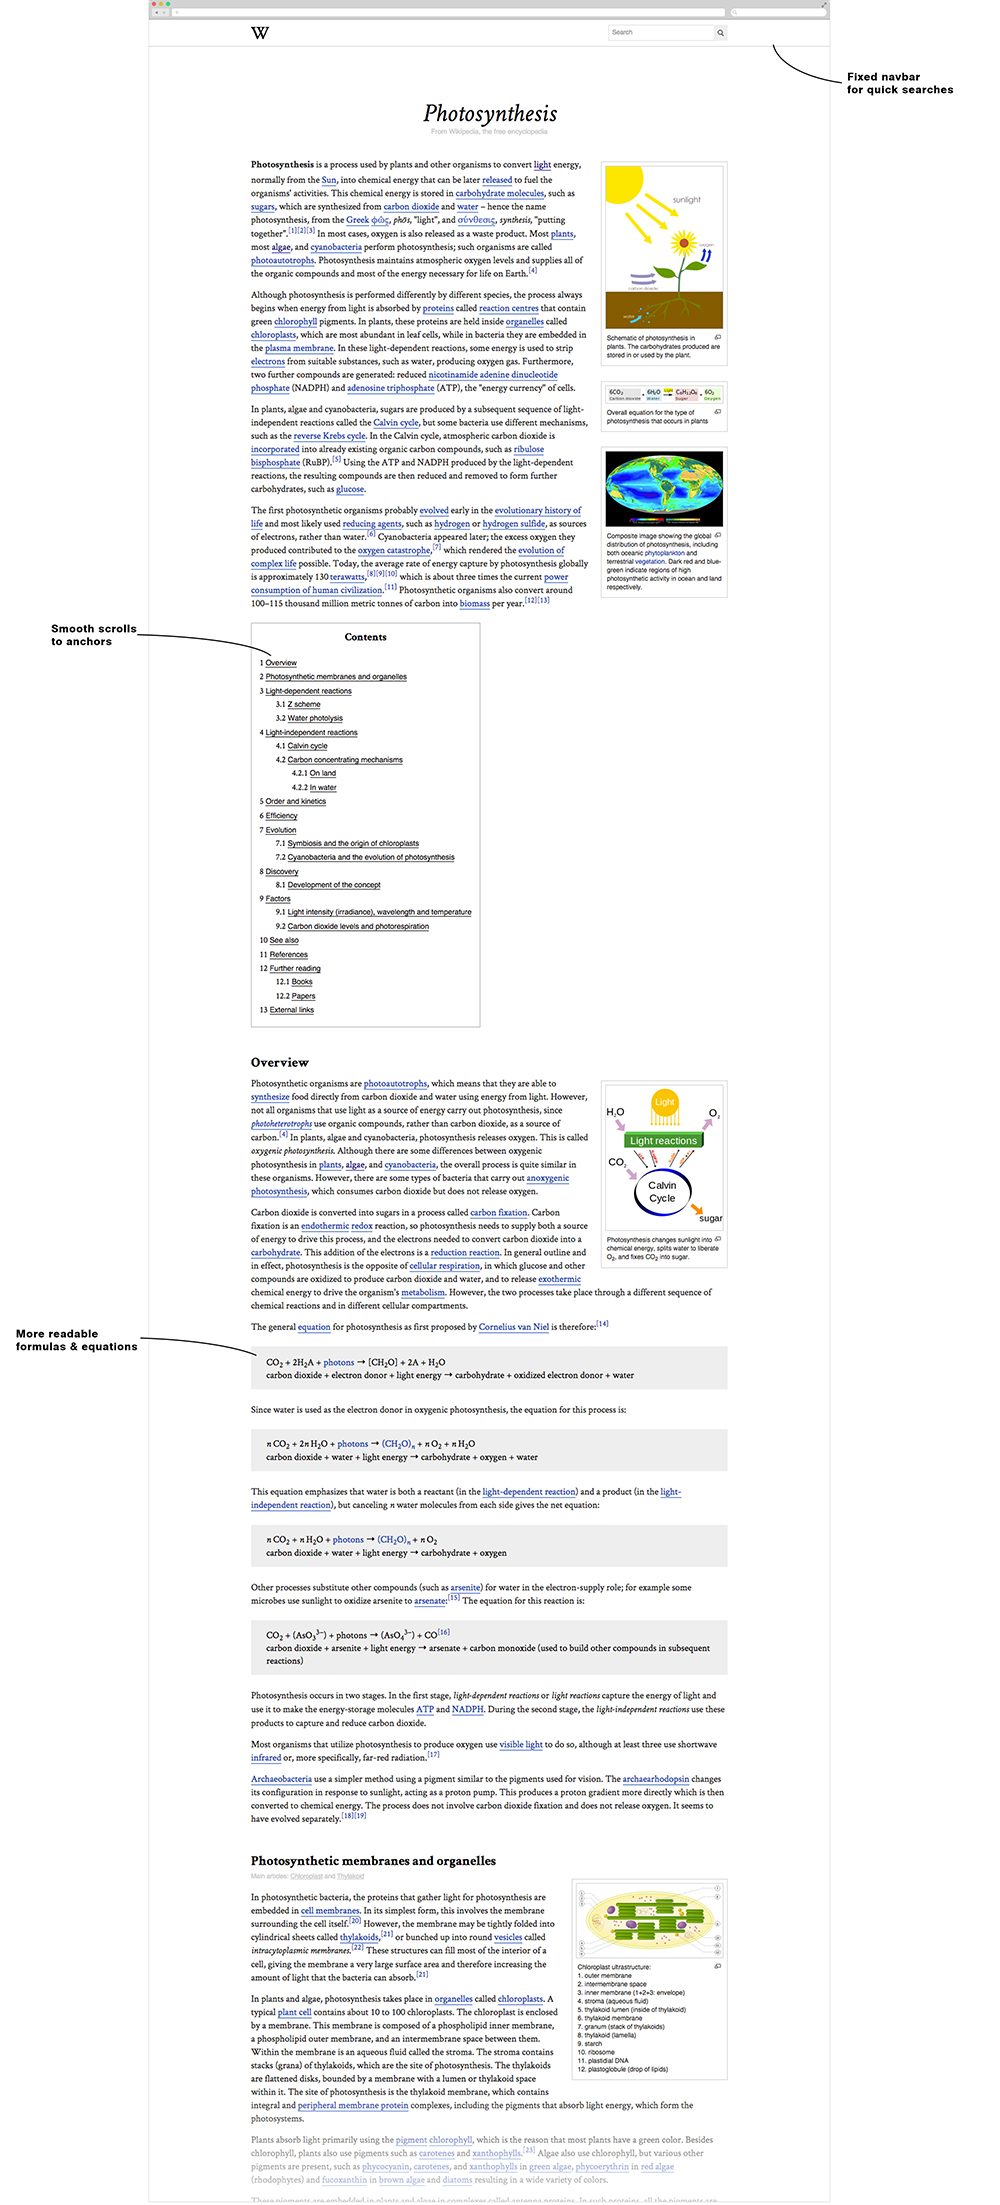 W
Search
Fixed navbar
for quick searches
Photosynthesis
From Wikipedia, the free encyclopedia
Photosynthesis is a process used by plants and other organisms to convert light energy,
normally from the Sun, into chemical energy that can be later released to fuel the
organisms' activities. This chemical energy is stored in carbohydrate molecules, such as
sugars, which are synthesized from carbon dioxide and water – hence the name
photosynthesis, from the Greek φῶς, phōs, "light", and σύνθεσις, synthesis, "putting
together".[1][2][3] In most cases, oxygen is also released as a waste product. Most plants,
most algae, and cyanobacteria perform photosynthesis; such organisms are called
photoautotrophs. Photosynthesis maintains atmospheric oxygen levels and supplies all of
the organic compounds and most of the energy necessary for life on Earth.[4]
sunlight
oxygen
carbon dioxide
water
Schematic of photosynthesis in
plants. The carbohydrates produced are
stored in or used by the plant.
Although photosynthesis is performed differently by different species, the process always
begins when energy from light is absorbed by proteins called reaction centres that contain
green chlorophyll pigments. In plants, these proteins are held inside organelles called
chloroplasts, which are most abundant in leaf cells, while in bacteria they are embedded in
the plasma membrane. In these light-dependent reactions, some energy is used to strip
electrons from suitable substances, such as water, producing oxygen gas. Furthermore,
two further compounds are generated: reduced nicotinamide adenine dinucleotide
phosphate (NADPH) and adenosine triphosphate (ATP), the "energy currency" of cells.
6CO2 + 6H2O Light → C6H12O6 + 6O2
Carbon dioxide Water Sugar Oxygen
Overall equation for the type of
photosynthesis that occurs in plants
In plants, algae and cyanobacteria, sugars are produced by a subsequent sequence of light-
independent reactions called the Calvin cycle, but some bacteria use different mechanisms,
such as the reverse Krebs cycle. In the Calvin cycle, atmospheric carbon dioxide is
incorporated into already existing organic carbon compounds, such as ribulose
bisphosphate (RuBP).[5] Using the ATP and NADPH produced by the light-dependent
reactions, the resulting compounds are then reduced and removed to form further
carbohydrates, such as glucose.
The first photosynthetic organisms probably evolved early in the evolutionary history of
life and most likely used reducing agents, such as hydrogen or hydrogen sulfide, as sources
of electrons, rather than water.[6] Cyanobacteria appeared later; the excess oxygen they
produced contributed to the oxygen catastrophe,[7] which rendered the evolution of
complex life possible. Today, the average rate of energy capture by photosynthesis globally
is approximately 130 terawatts,[8][9][10] which is about three times the current power
consumption of human civilization.[11] Photosynthetic organisms also convert around
100–115 thousand million metric tonnes of carbon into biomass per year.[12][13]
Composite image showing the global
distribution of photosynthesis, including
both oceanic phytoplankton and
terrestrial vegetation. Dark red and blue-
green indicate regions of high
photosynthetic activity in ocean and land
respectively.
Smooth scrolls
to anchors
Contents
1 Overview
2 Photosynthetic membranes and organelles
3 Light-dependent reactions
3.1 Z scheme
3.2 Water photolysis
4 Light-independent reactions
4.1 Calvin cycle
4.2 Carbon concentrating mechanisms
4.2.1 On land
4.2.2 In water
5 Order and kinetics
6 Efficiency
7 Evolution
7.1 Symbiosis and the origin of chloroplasts
7.2 Cyanobacteria and the evolution of photosynthesis
8 Discovery
8.1 Development of the concept
9 Factors
9.1 Light intensity (irradiance), wavelength and temperature
9.2 Carbon dioxide levels and photorespiration
10 See also
11 References
12 Further reading
12.1 Books
12.2 Papers
13 External links
Overview
Photosynthetic organisms are photoautotrophs, which means that they are able to
synthesize food directly from carbon dioxide and water using energy from light. However,
not all organisms that use light as a source of energy carry out photosynthesis, since
photoheterotrophs use organic compounds, rather than carbon dioxide, as a source of
carbon.[4] In plants, algae and cyanobacteria, photosynthesis releases oxygen. This is called
oxygenic photosynthesis. Although there are some differences between oxygenic
photosynthesis in plants, algae, and cyanobacteria, the overall process is quite similar in
these organisms. However, there are some types of bacteria that carry out anoxygenic
photosynthesis, which consumes carbon dioxide but does not release oxygen.
Light
H2O
O2
Light reactions
CO2
Calvin
Cycle
sugar
Photosynthesis changes sunlight into
chemical energy, splits water to liberate
O2, and fixes CO2 into sugar.
Carbon dioxide is converted into sugars in a process called carbon fixation. Carbon
fixation is an endothermic redox reaction, so photosynthesis needs to supply both a source
of energy to drive this process, and the electrons needed to convert carbon dioxide into a
carbohydrate. This addition of the electrons is a reduction reaction. In general outline and
in effect, photosynthesis is the opposite of cellular respiration, in which glucose and other
compounds are oxidized to produce carbon dioxide and water, and to release exothermic
chemical energy to drive the organism's metabolism. However, the two processes take place through a different sequence of
chemical reactions and in different cellular compartments.
The general equation for photosynthesis as first proposed by Cornelius van Niel is therefore:[14]
More readable
formulas & equations
CO2 + 2H2A + photons → [CH2O] + 2A + H2O
carbon dioxide + electron donor + light energy → carbohydrate + oxidized electron donor + water
Since water is used as the electron donor in oxygenic photosynthesis, the equation for this process is:
n CO2 + 2n H2O + photons → (CH2O)n + n O2 + n H2O
carbon dioxide + water + light energy → carbohydrate + oxygen + water
This equation emphasizes that water is both a reactant (in the light-dependent reaction) and a product (in the light-
independent reaction), but canceling n water molecules from each side gives the net equation:
n CO2 + n H2O + photons → (CH2O)n + n O2
carbon dioxide + water + light energy → carbohydrate + oxygen
Other processes substitute other compounds (such as arsenite) for water in the electron-supply role; for example some
microbes use sunlight to oxidize arsenite to arsenate:[15] The equation for this reaction is:
CO2 + (AsO3 3–) + photons → (AsO4 3–) + CO[16]
carbon dioxide + arsenite + light energy → arsenate + carbon monoxide (used to build other compounds in subsequent
reactions)
Photosynthesis occurs in two stages. In the first stage, light-dependent reactions or light reactions capture the energy of light and
use it to make the energy-storage molecules ATP and NADPH. During the second stage, the light-independent reactions use these
products to capture and reduce carbon dioxide.
Most organisms that utilize photosynthesis to produce oxygen use visible light to do so, although at least three use shortwave
infrared or, more specifically, far-red radiation.[17]
Archaeobacteria use a simpler method using a pigment similar to the pigments used for vision. The archaearhodopsin changes
its configuration in response to sunlight, acting as a proton pump. This produces a proton gradient more directly which is then
converted to chemical energy. The process does not involve carbon dioxide fixation and does not release oxygen. It seems to
have evolved separately.[18][19]
Photosynthetic membranes and organelles
Main articles: Chloroplast and Thylakoid
In photosynthetic bacteria, the proteins that gather light for photosynthesis are
embedded in cell membranes. In its simplest form, this involves the membrane
surrounding the cell itself.[20] However, the membrane may be tightly folded into
cylindrical sheets called thylakoids,[21] or bunched up into round vesicles called
intracytoplasmic membranes.[22] These structures can fill most of the interior of a
cell, giving the membrane a very large surface area and therefore increasing the
amount of light that the bacteria can absorb.[21]
Chloroplast ultrastructure:
1. outer membrane
2. intermembrane space
3. inner membrane (1+2+3: envelope)
4. stroma (aqueous fluid)
5. thylakoid lumen (inside of thylakoid)
6. thylakoid membrane
7. granum (stack of thylakoids)
8. thylakoid (lamella)
9. starch
10. ribosome
11. plastidial DNA
12. plastoglobule (drop of lipids)
In plants and algae, photosynthesis takes place in organelles called chloroplasts. A
typical plant cell contains about 10 to 100 chloroplasts. The chloroplast is enclosed
by a membrane. This membrane is composed of a phospholipid inner membrane,
a phospholipid outer membrane, and an intermembrane space between them.
Within the membrane is an aqueous fluid called the stroma. The stroma contains
stacks (grana) of thylakoids, which are the site of photosynthesis. The thylakoids
are flattened disks, bounded by a membrane with a lumen or thylakoid space
within it. The site of photosynthesis is the thylakoid membrane, which contains
integral and peripheral membrane protein complexes, including the pigments that absorb light energy, which form the
photosystems.
Plants absorb light primarily using the pigment chlorophyll, which is the reason that most plants have a green color. Besides
chlorophyll, plants also use pigments such as carotenes and xanthophylls.[23] Algae also use chlorophyll, but various other
pigments are present, such as phycocyanin, carotenes, and xanthophylls in green algae, phycoerythrin in red algae
(rhodophytes) and fucoxanthin in brown algae and diatoms resulting in a wide variety of colors.
These pigments are embedded in plants and algae in complexes called antenna proteins. In such proteins, all the pigments are